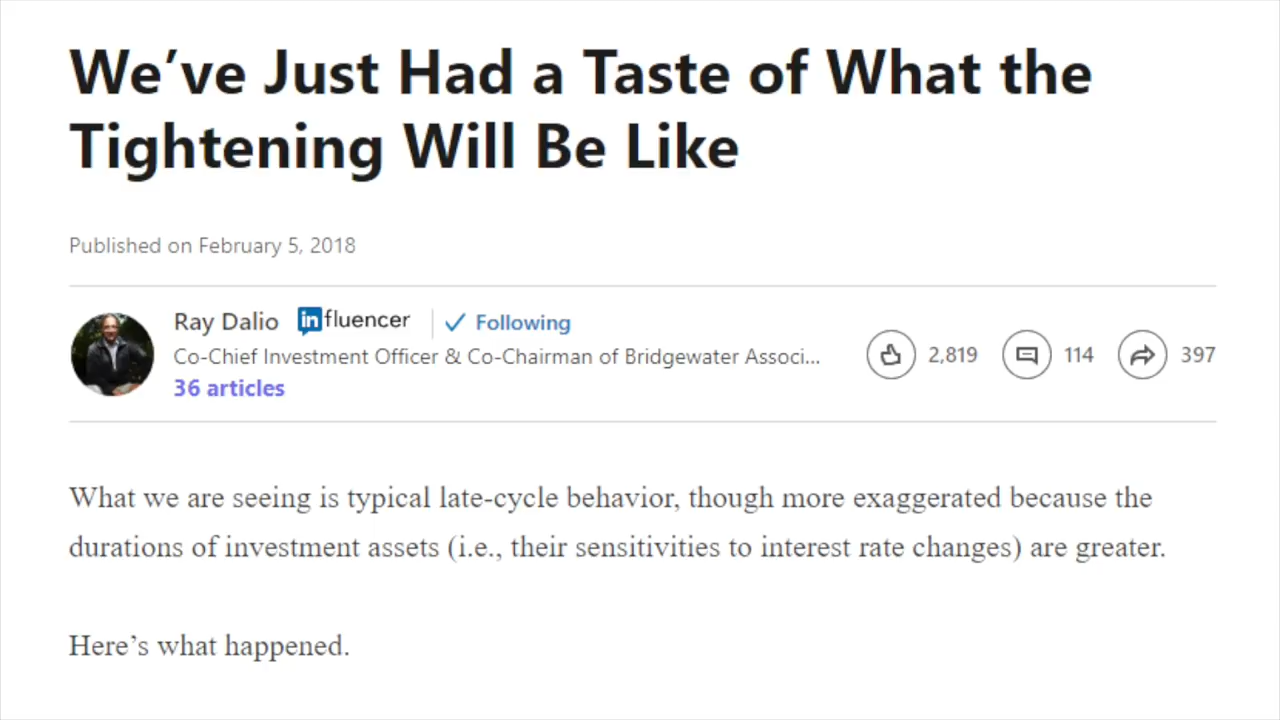 We’ve Just Had a Taste of What the
Tightening Will Be Like
Published on February 5, 2018
Ray Dalio influencer Following
Co-Chief Investment Officer & Co-Chairman of Bridgewater Associ...
36 articles
2,819 114 397
What we are seeing is typical late-cycle behavior, though more exaggerated because the
durations of investment assets (i.e., their sensitivities to interest rate changes) are greater.
Here’s what happened.